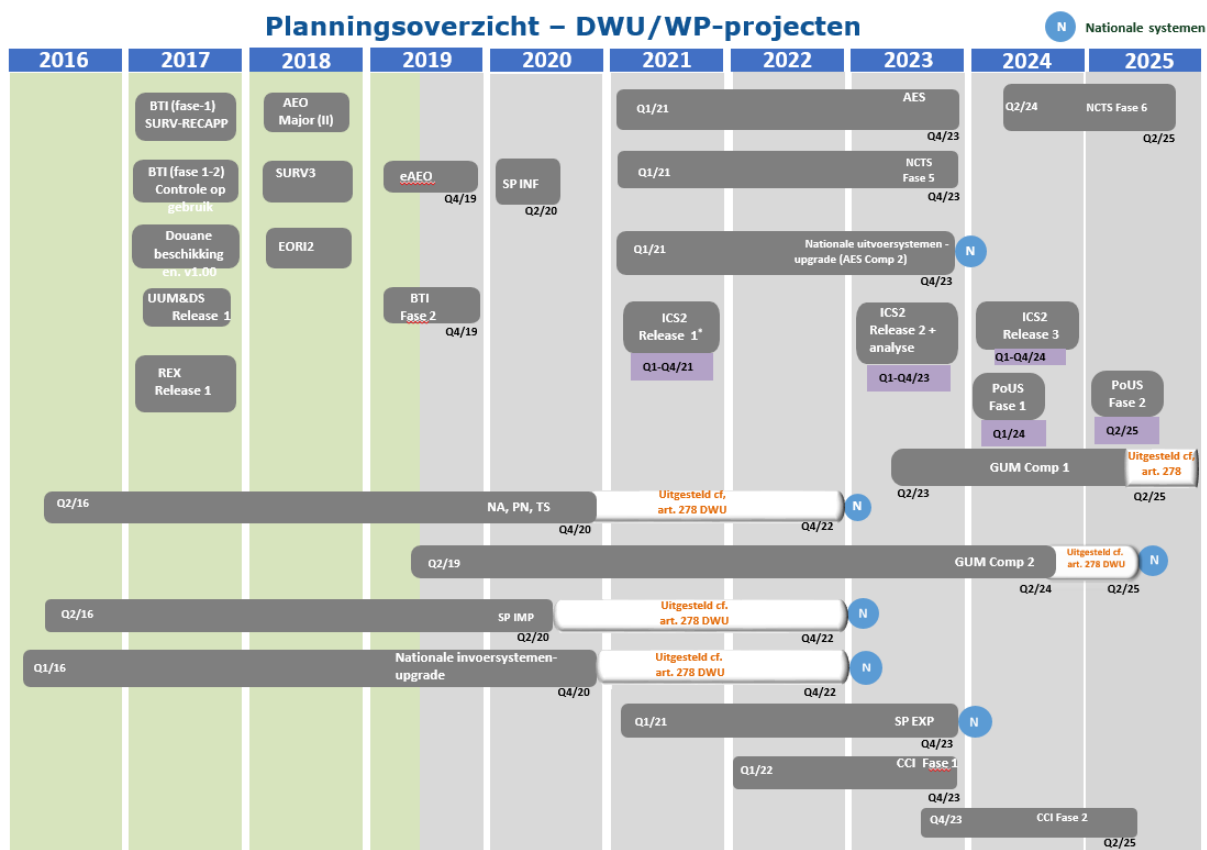 Planningsoverzicht – DWU/WP-projecten
N
Nationale systemen
2016
2017
2018
2019
2020
2021
2022
2023
2024
2025
BTI (fase-1)
SURV-RECAPP
AEO
Major (II)
Q1/21
AES
Q4/23
Q2/24
NCTS Fase 6
Q2/25
BTI (fase 1-2)
Controle op
gebruik
SURV3
eAEO
Q4/19
SP INF
Q2/20
Q1/21
NCTS
Fase 5
Q4/23
Douane
beschikking
en. v1.00
EORI2
Q1/21
Nationale uitvoersystemen -
upgrade (AES Comp 2)
N
Q4/23
UUM&DS
Release 1
BTI
Fase 2
Q4/19
ICS2
Release 1*
Q1-Q4/21
ICS2
Release 2 +
analyse
Q1-Q4/23
ICS2
Release 3
Q1-Q4/24
REX
Release 1
PoUS
Fase 1
Q1/24
PoUS
Fase 2
Q2/25
GUM Comp 1
Uitgesteld cf,
art. 278
Q2/23
Q2/25
Q2/16
NA, PN, TS
Uitgesteld cf,
art. 278 DWU
N
Q4/20
Q4/22
Q2/19
GUM Comp 2
Uitgesteld cf.
art. 278 DWU
N
Q2/24
Q2/25
Q2/16
SP IMP
Uitgesteld cf.
art. 278 DWU
N
Q2/20
Q4/22
Q1/16
Nationale invoersystemen-
upgrade
Uitgesteld cf.
art. 278 DWU
N
Q4/20
Q4/22
Q1/21
SP EXP
N
Q4/23
Q1/22
CCI Fase 1
Q4/23
Q4/23
CCI Fase 2
Q2/25